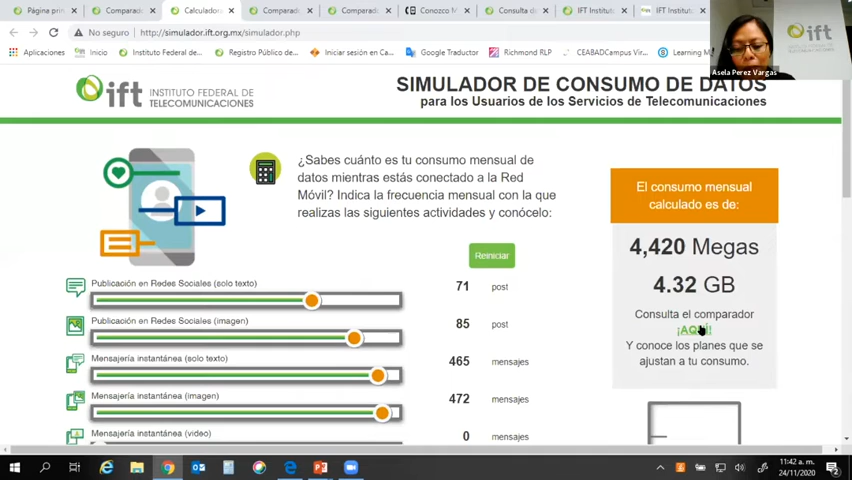 Página prin
Comparado
Calculadora
Comparado
Comparado
Conozco M
Consulta de
IFT Institut
IFT Institut
No seguro
http://simulador.ift.org.mx/simulador.php
Aplicaciones
Inicio
Instituto Federal de...
Registro Público de...
Iniciar sesión en Ca...
Google Traductor
Richmond RLP
CEABADCampus Vir...
Learning M
ift
Asela Perez Vargas
ift INSTITUTO FEDERAL DE
TELECOMUNICACIONES
SIMULADOR DE CONSUMO DE DATOS
para los Usuarios de los Servicios de Telecomunicaciones
¿Sabes cuánto es tu consumo mensual de
datos mientras estás conectado a la Red
Móvil? Indica la frecuencia mensual con la que
realizas las siguientes actividades y conócelo:
El consumo mensual
calculado es de:
4,420 Megas
4.32 GB
Consulta el comparador
¡AQUÍ!
Y conoce los planes que se
ajustan a tu consumo.
Reiniciar
Publicación en Redes Sociales (solo texto)
71 post
Publicación en Redes Sociales (imagen)
85 post
Mensajería instantánea (solo texto)
465 mensajes
Mensajería instantánea (imagen)
472 mensajes
Mensajería instantánea (video)
0 mensajes
11:42 a. m.
24/11/2020